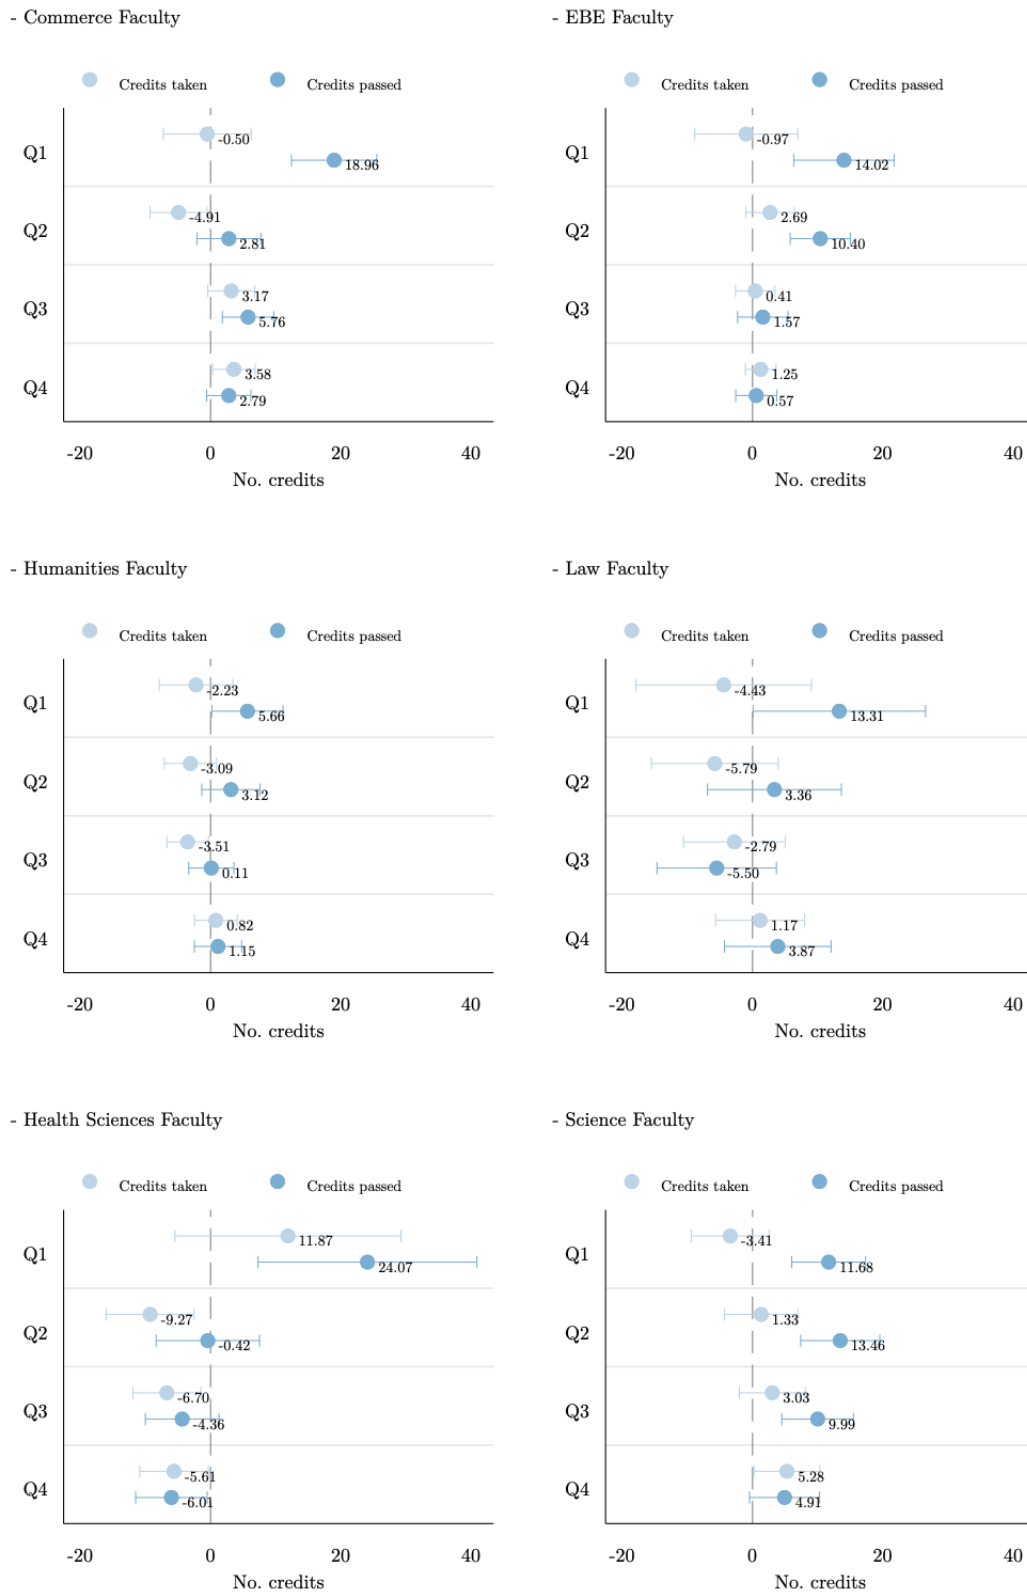 - Commerce Faculty
Credits taken
Credits passed
Q1
-0.50
18.96
Q2
-4.91
2.81
Q3
3.17
5.76
Q4
3.58
2.79
-20 0 20 40
No. credits
- EBE Faculty
Credits taken
Credits passed
Q1
-0.97
14.02
Q2
2.69
10.40
Q3
0.41
1.57
Q4
1.25
0.57
-20 0 20 40
No. credits
- Humanities Faculty
Credits taken
Credits passed
Q1
-2.23
5.66
Q2
-3.09
3.12
Q3
-3.51
0.11
Q4
0.82
1.15
-20 0 20 40
No. credits
- Law Faculty
Credits taken
Credits passed
Q1
-4.43
13.31
Q2
-5.79
3.36
Q3
-2.79
-5.50
Q4
1.17
3.87
-20 0 20 40
No. credits
- Health Sciences Faculty
Credits taken
Credits passed
Q1
11.87
24.07
Q2
-9.27
-0.42
Q3
-6.70
-4.36
Q4
-5.61
-6.01
-20 0 20 40
No. credits
- Science Faculty
Credits taken
Credits passed
Q1
-3.41
11.68
Q2
1.33
13.46
Q3
3.03
9.99
Q4
5.28
4.91
-20 0 20 40
No. credits